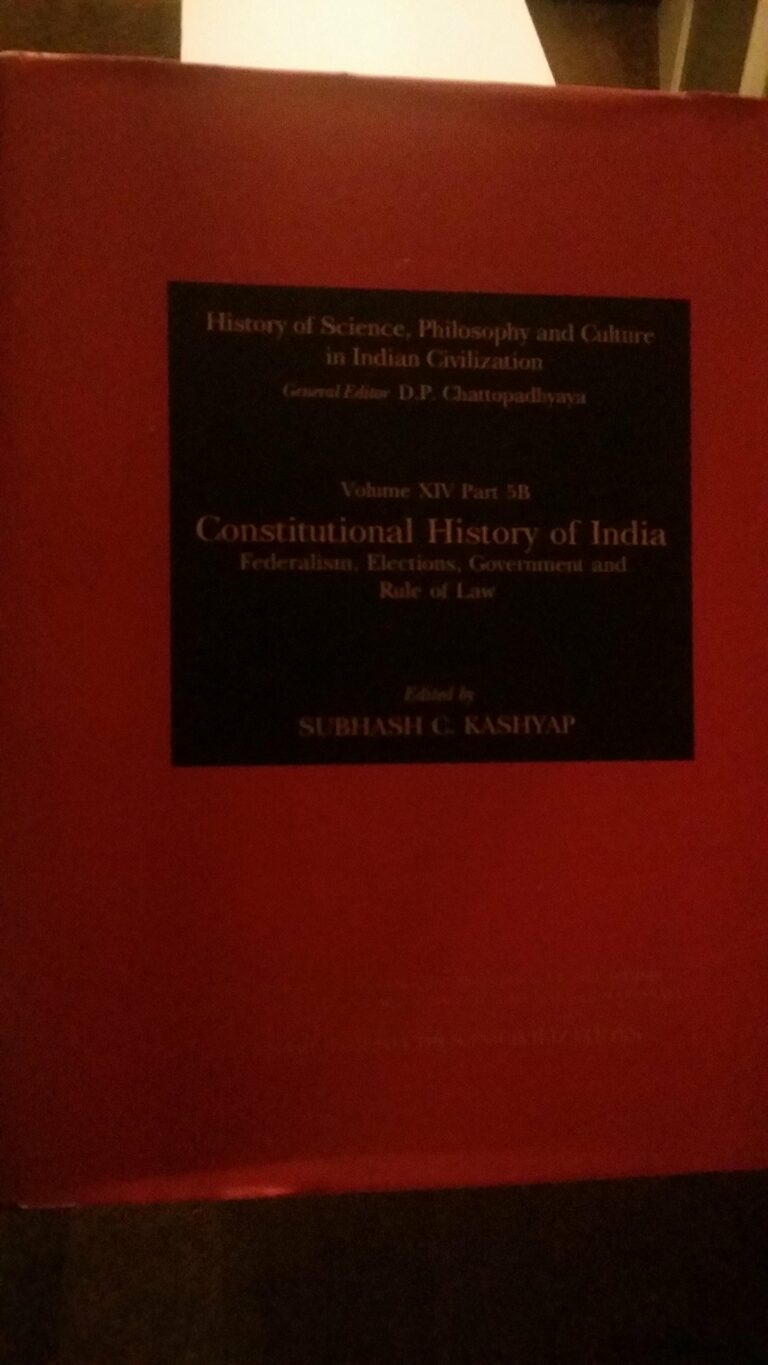 History of Science, Philosophy and Culture
in Indian Civilization
General Editor D.P. Chattopadhyaya
Volume XIV Part 5B
Constitutional History of India
Federalism, Elections, Government and
Rule of Law
Edited by
SUBHASH C. KASHYAP